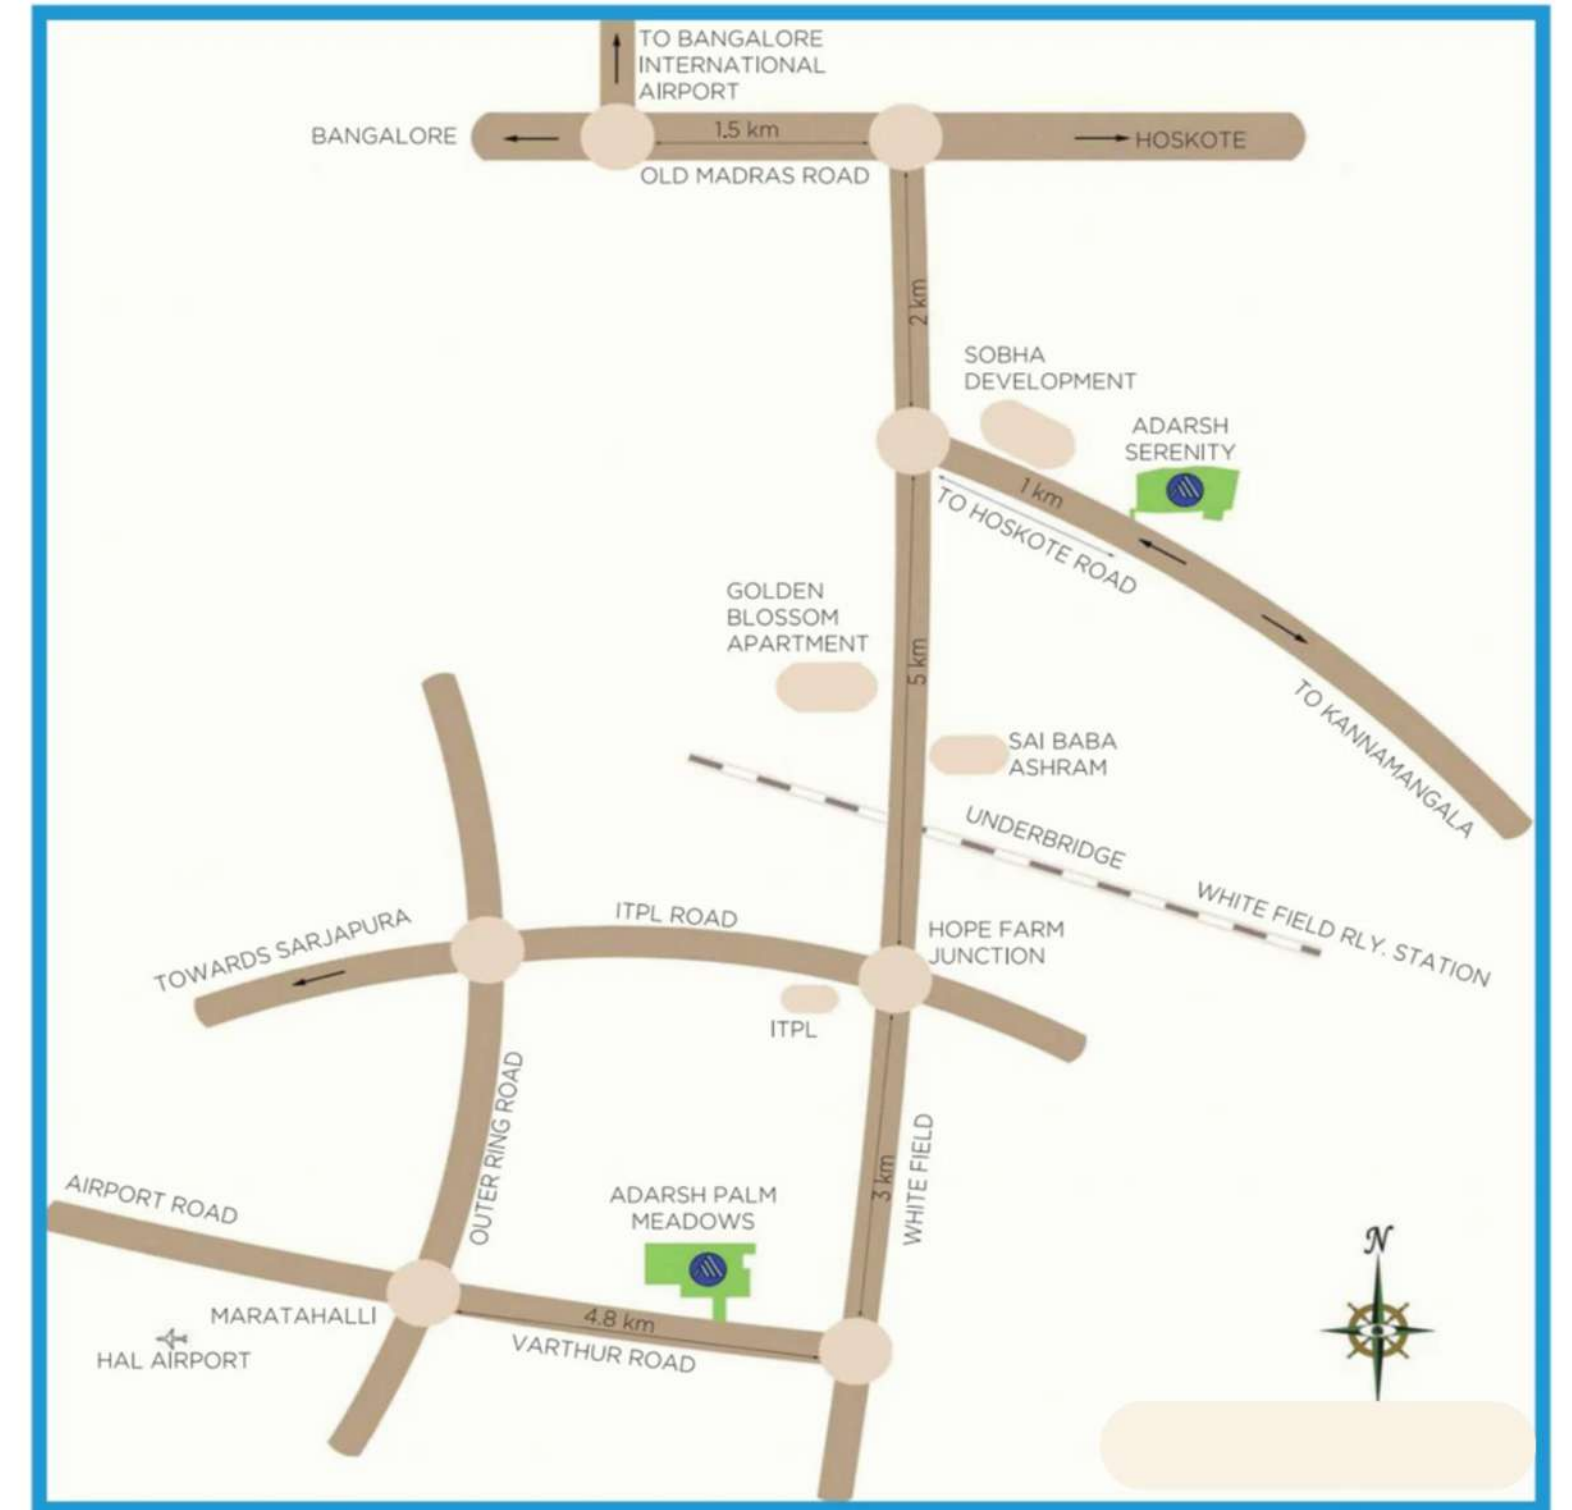 TO BANGALORE
INTERNATIONAL
AIRPORT
BANGALORE
1.5 km
HOSKOTE
OLD MADRAS ROAD
2 km
SOBHA
DEVELOPMENT
ADARSH
SERENITY
1 km
TO HOSKOTE ROAD
GOLDEN
BLOSSOM
APARTMENT
5 km
TO KANNAMANGALA
SAI BABA
ASHRAM
UNDERBRIDGE
WHITE FIELD RLY. STATION
TOWARDS SARJAPURA
ITPL ROAD
HOPE FARM
JUNCTION
ITPL
OUTER RING ROAD
3 km
WHITE FIELD
AIRPORT ROAD
ADARSH PALM
MEADOWS
MARATAHALLI
4.8 km
VARTHUR ROAD
HAL AIRPORT
N